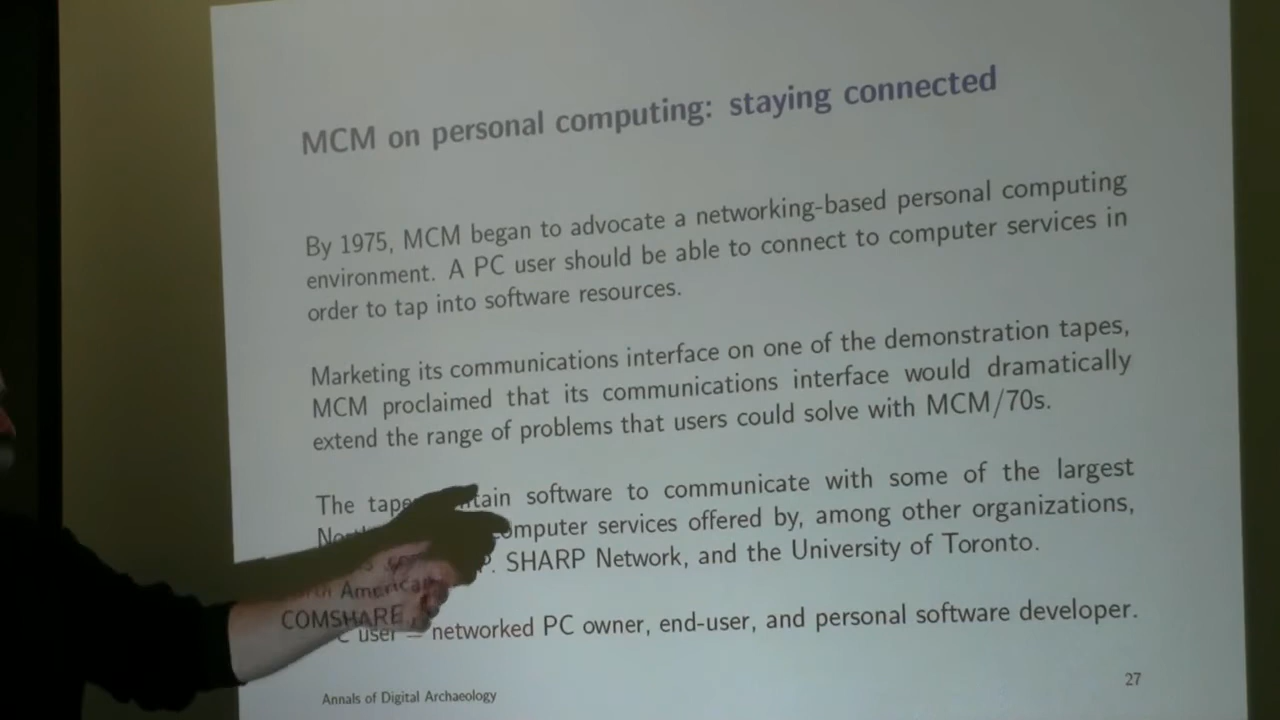 MCM on personal computing: staying connected
By 1975, MCM began to advocate a networking-based personal computing
environment. A PC user should be able to connect to computer services in
order to tap into software resources.
Marketing its communications interface on one of the demonstration tapes,
MCM proclaimed that its communications interface would dramatically
extend the range of problems that users could solve with MCM/70s.
The software to communicate with some of the largest
American computer services offered by, among other organizations,
COMSHARE SHARP Network, and the University of Toronto.
user = networked PC owner, end-user, and personal software developer.
Annals of Digital Archaeology
27